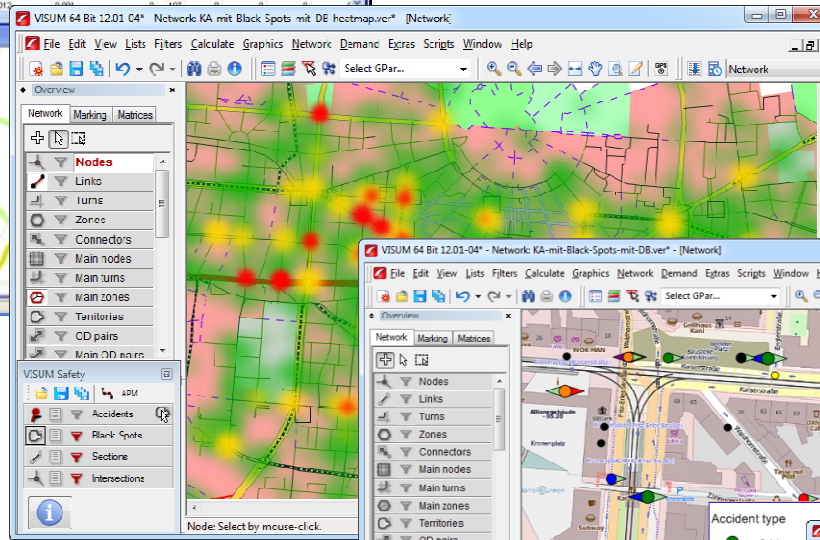 VISUM 64 Bit 12.01-04* - Network: KA-mit-Black-Spots-mit-DB-heatmap.ver* - [Network]
File Edit View Lists Filters Calculate Graphics Network Demand Extras Scripts Window Help
Select GPar... GPS Network
Overview
Network Marking Matrices
Nodes
Links
Turns
Zones
Connectors
Main nodes
Main turns
Main zones
Territories
OD pairs
Main OD pairs
VISUM Safety
APM
Accidents
Black Spots
Sections
Intersections
Node: Select by mouse-click.
VISUM 64 Bit 12.01-04* - Network: KA-mit-Black-Spots-mit-DB.ver* - [Network]
File Edit View Lists Filters Calculate Graphics Network Demand Extras Scripts Window
Select GPar...
Overview
Network Marking Matrices
Nodes
Links
Turns
Zones
Connectors
Main nodes
Main turns
Main zones
Territories
OD pairs
WOK-MAN
Kaiserstraße
Kronenplatz
Subway
Accident type